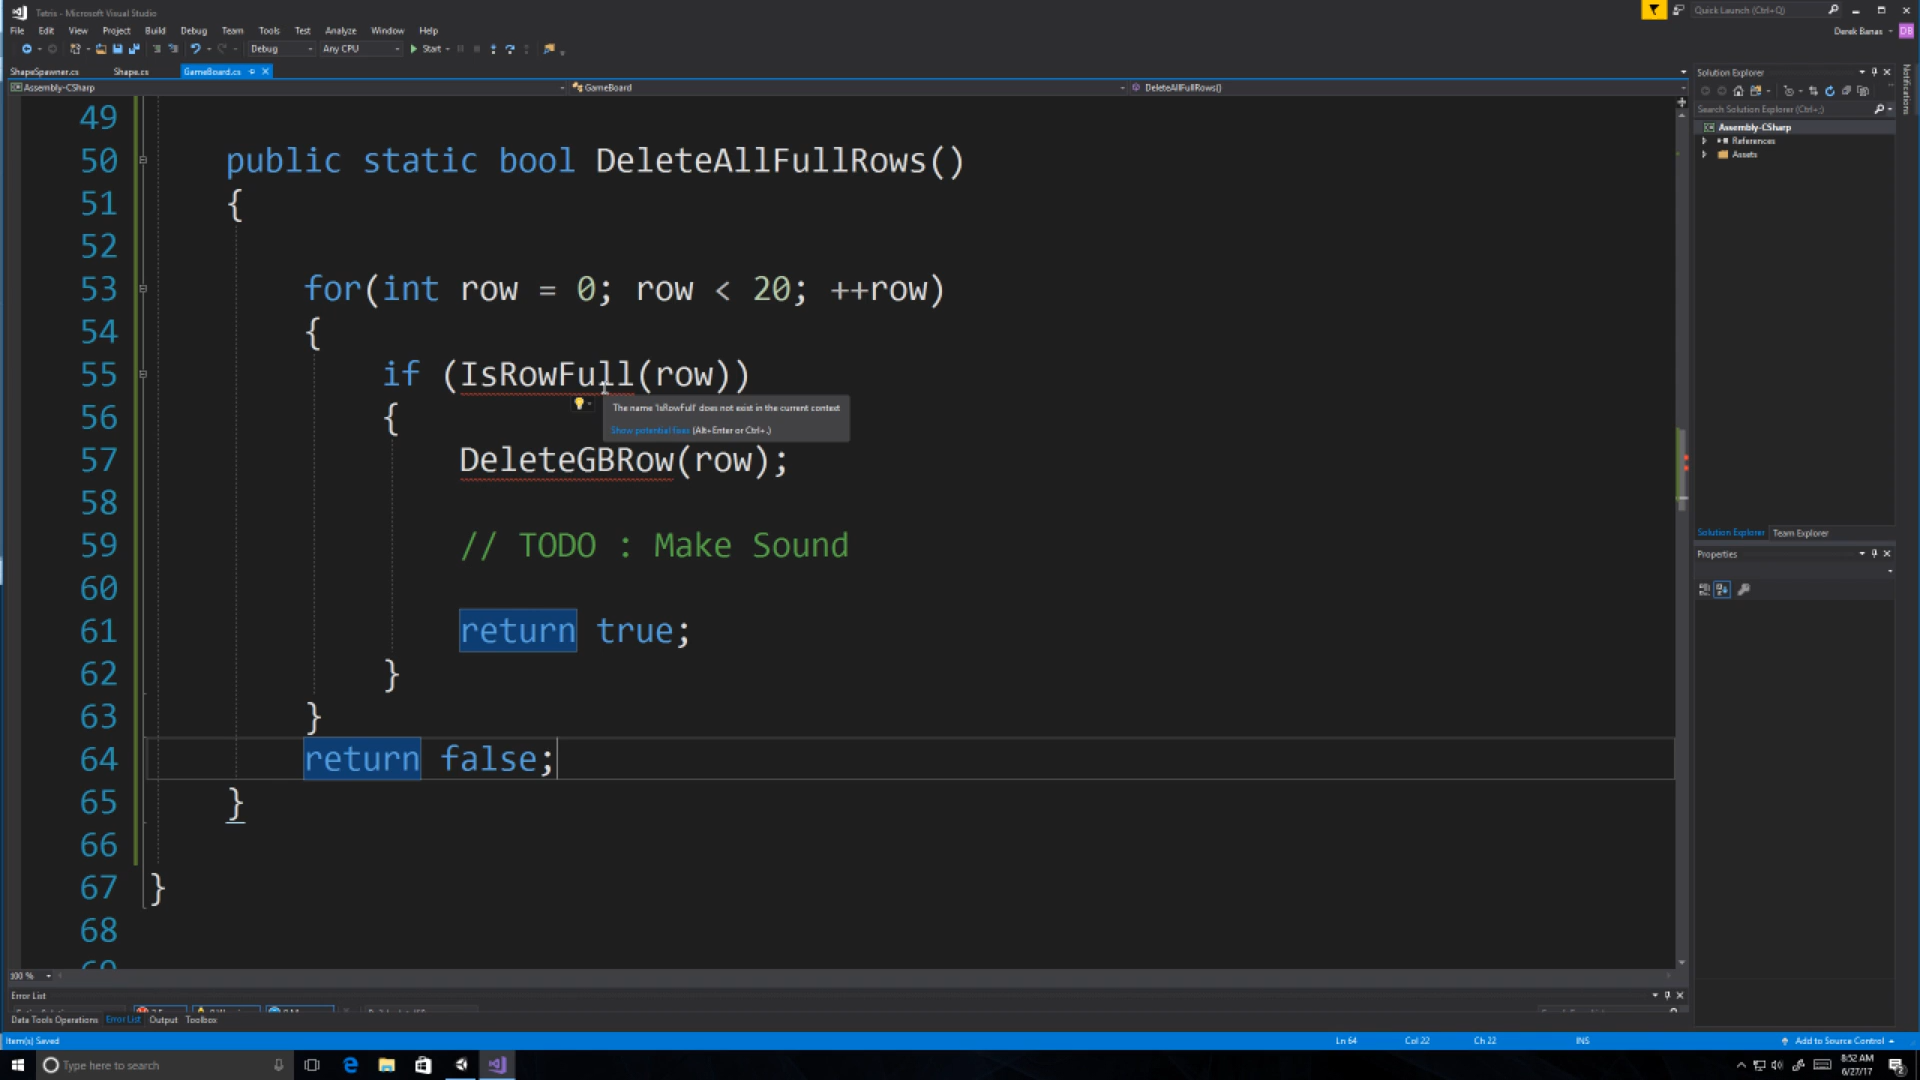 Tetris - Microsoft Visual Studio
Quick Launch (Ctrl+Q)
File Edit View Project Build Debug Team Tools Test Analyze Window Help
Derek Banas
DB
Debug Any CPU Start
ShapeSpawner.cs Shape.cs GameBoard.cs
Assembly-CSharp GameBoard DeleteAllFullRows()
49
50 public static bool DeleteAllFullRows()
51 {
52
53 for(int row = 0; row < 20; ++row)
54 {
55 if (IsRowFull(row))
56 {
The name 'IsRowFull' does not exist in the current context
Show potential fixes (Alt+Enter or Ctrl+.)
57 DeleteGBRow(row);
58
59 // TODO : Make Sound
60
61 return true;
62 }
63 }
64 return false;
65 }
66
67 }
68
69
100 %
Solution Explorer
Search Solution Explorer (Ctrl+;)
Assembly-CSharp
References
Assets
Solution Explorer Team Explorer
Properties
Notifications
Error List
Data Tools Operations Error List Output Toolbox
Item(s) Saved Ln 64 Col 22 Ch 22 INS Add to Source Control
Type here to search
8:52 AM
6/27/17